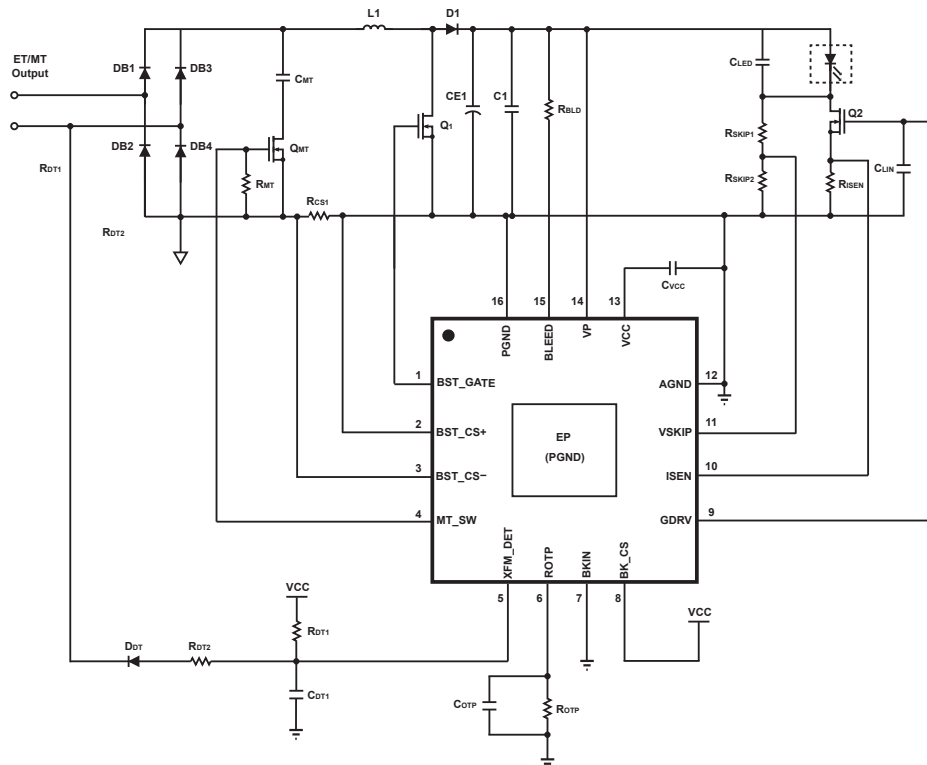 L1
D1
ET/MT
Output
DB1
DB3
CMT
CE1
C1
RBLD
CLED
Q1
Q2
RSKIP1
DB2
DB4
QMT
RDT1
RMT
RSKIP2
RISEN
CLIN
RCS1
RDT2
CVCC
16
15
14
13
PGND
BLEED
VP
VCC
1
BST_GATE
AGND
12
2
BST_CS+
VSKIP
11
EP
(PGND)
3
BST_CS−
ISEN
10
4
MT_SW
GDRV
9
XFM_DET
ROTP
BKIN
BK_CS
5
6
7
8
VCC
VCC
RDT1
DDT
RDT2
CDT1
COTP
ROTP